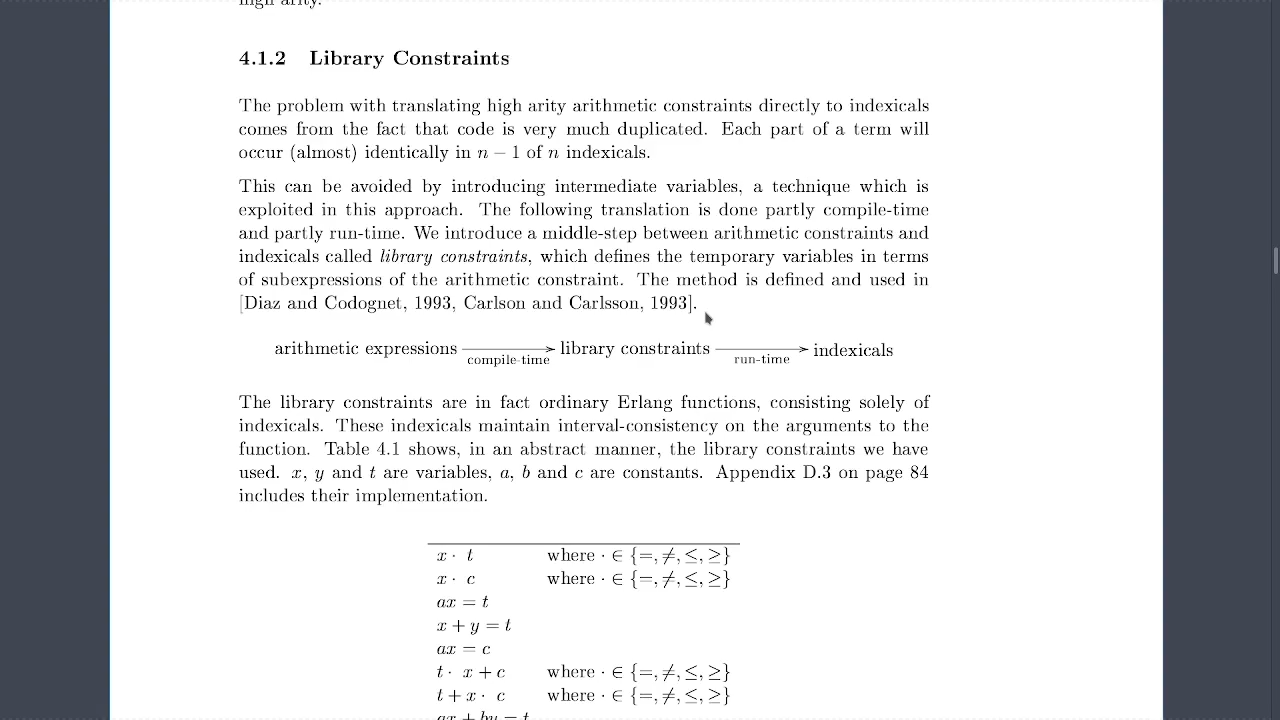 high arity.
4.1.2 Library Constraints
The problem with translating high arity arithmetic constraints directly to indexicals
comes from the fact that code is very much duplicated. Each part of a term will
occur (almost) identically in n − 1 of n indexicals.
This can be avoided by introducing intermediate variables, a technique which is
exploited in this approach. The following translation is done partly compile-time
and partly run-time. We introduce a middle-step between arithmetic constraints and
indexicals called library constraints, which defines the temporary variables in terms
of subexpressions of the arithmetic constraint. The method is defined and used in
[Diaz and Codognet, 1993, Carlson and Carlsson, 1993].
arithmetic expressions ⟶ library constraints ⟶ indexicals
compile-time run-time
The library constraints are in fact ordinary Erlang functions, consisting solely of
indexicals. These indexicals maintain interval-consistency on the arguments to the
function. Table 4.1 shows, in an abstract manner, the library constraints we have
used. x, y and t are variables, a, b and c are constants. Appendix D.3 on page 84
includes their implementation.
x · t where · ∈ {=, ≠, ≤, ≥}
x · c where · ∈ {=, ≠, ≤, ≥}
ax = t
x + y = t
ax = c
t · x + c where · ∈ {=, ≠, ≤, ≥}
t + x · c where · ∈ {=, ≠, ≤, ≥}
ax + by = t